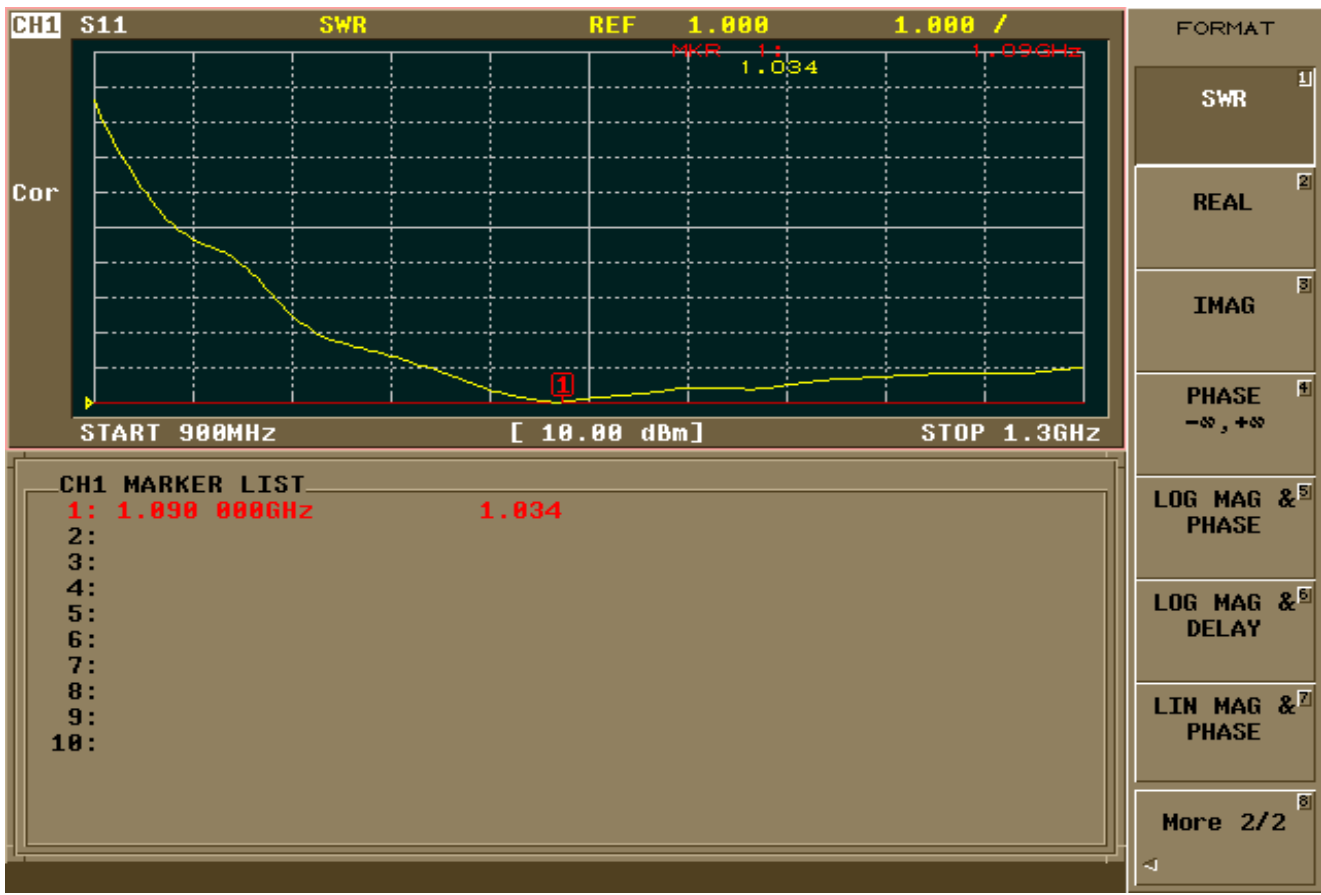 CH1 S11 SWR REF 1.000 1.000 /
MKR 1: 1.09GHz
1.034
Cor
1
START 900MHz [ 10.00 dBm] STOP 1.3GHz
CH1 MARKER LIST
1: 1.090 000GHz 1.034
2:
3:
4:
5:
6:
7:
8:
9:
10:
FORMAT
SWR 1
REAL 2
IMAG 3
PHASE 4
-∞,+∞
LOG MAG & 5
PHASE
LOG MAG & 6
DELAY
LIN MAG & 7
PHASE
More 2/2 8